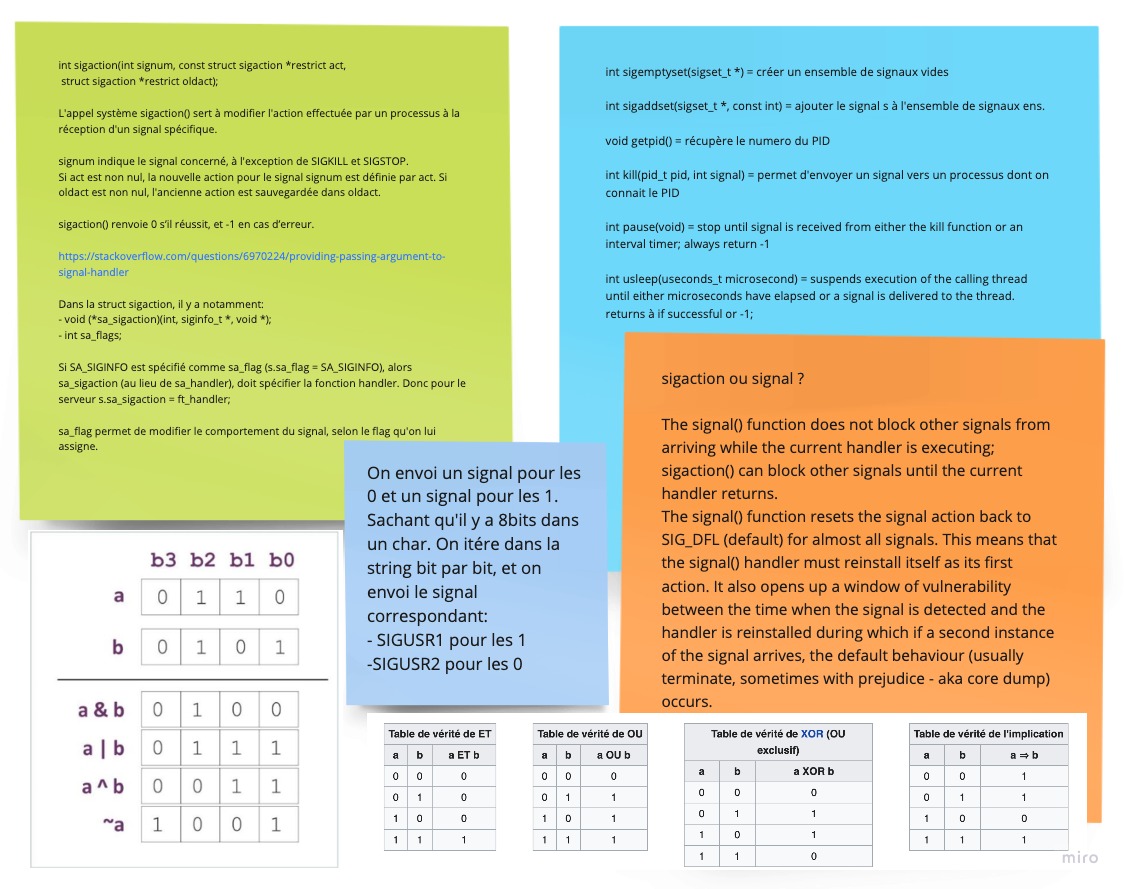 int sigaction(int signum, const struct sigaction *restrict act,
struct sigaction *restrict oldact);
L'appel système sigaction() sert à modifier l'action effectuée par un processus à la
réception d'un signal spécifique.
signum indique le signal concerné, à l'exception de SIGKILL et SIGSTOP.
Si act est non nul, la nouvelle action pour le signal signum est définie par act. Si
oldact est non nul, l'ancienne action est sauvegardée dans oldact.
sigaction() renvoie 0 s'il réussit, et -1 en cas d'erreur.
https://stackoverflow.com/questions/6970224/providing-passing-argument-to-
signal-handler
Dans la struct sigaction, il y a notamment:
- void (*sa_sigaction)(int, siginfo_t *, void *);
- int sa_flags;
Si SA_SIGINFO est spécifié comme sa_flag (s.sa_flag = SA_SIGINFO), alors
sa_sigaction (au lieu de sa_handler), doit spécifier la fonction handler. Donc pour le
serveur s.sa_sigaction = ft_handler;
sa_flag permet de modifier le comportement du signal, selon le flag qu'on lui
assigne.
int sigemptyset(sigset_t *) = créer un ensemble de signaux vides
int sigaddset(sigset_t *, const int) = ajouter le signal s à l'ensemble de signaux ens.
void getpid() = récupère le numero du PID
int kill(pid_t pid, int signal) = permet d'envoyer un signal vers un processus dont on
connait le PID
int pause(void) = stop until signal is received from either the kill function or an
interval timer; always return -1
int usleep(useconds_t microsecond) = suspends execution of the calling thread
until either microseconds have elapsed or a signal is delivered to the thread.
returns à if successful or -1;
sigaction ou signal ?
The signal() function does not block other signals from
arriving while the current handler is executing;
sigaction() can block other signals until the current
handler returns.
The signal() function resets the signal action back to
SIG_DFL (default) for almost all signals. This means that
the signal() handler must reinstall itself as its first
action. It also opens up a window of vulnerability
between the time when the signal is detected and the
handler is reinstalled during which if a second instance
of the signal arrives, the default behaviour (usually
terminate, sometimes with prejudice - aka core dump)
occurs.
On envoi un signal pour les
0 et un signal pour les 1.
Sachant qu'il y a 8bits dans
un char. On itére dans la
string bit par bit, et on
envoi le signal
correspondant:
- SIGUSR1 pour les 1
-SIGUSR2 pour les 0
b3 b2 b1 b0
a 0 1 1 0
b 0 1 0 1
a & b 0 1 0 0
a | b 0 1 1 1
a ^ b 0 0 1 1
~a 1 0 0 1
Table de vérité de ET
a b a ET b
0 0 0
0 1 0
1 0 0
1 1 1
Table de vérité de OU
a b a OU b
0 0 0
0 1 1
1 0 1
1 1 1
Table de vérité de XOR (OU
exclusif)
a b a XOR b
0 0 0
0 1 1
1 0 1
1 1 0
Table de vérité de l'implication
a b a ⇒ b
0 0 1
0 1 1
1 0 0
1 1 1
miro